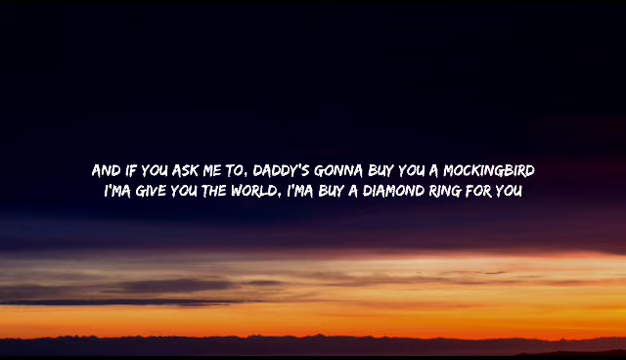 AND IF YOU ASK ME TO, DADDY'S GONNA BUY YOU A MOCKINGBIRD
I'MA GIVE YOU THE WORLD, I'MA BUY A DIAMOND RING FOR YOU